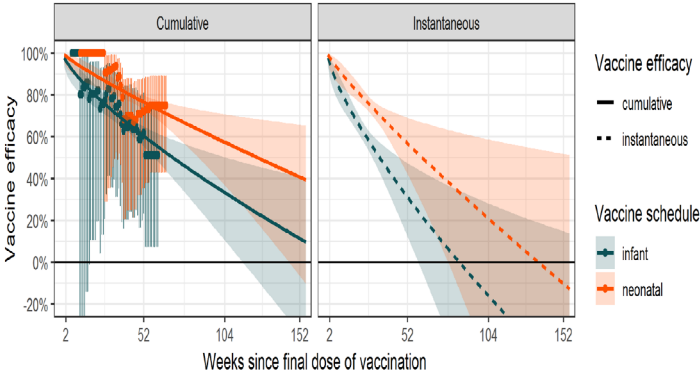 Cumulative
Instantaneous
Vaccine efficacy
100%
80%
60%
40%
20%
0%
-20%
2
52
104
152
2
52
104
152
Weeks since final dose of vaccination
Vaccine efficacy
cumulative
instantaneous
Vaccine schedule
infant
neonatal